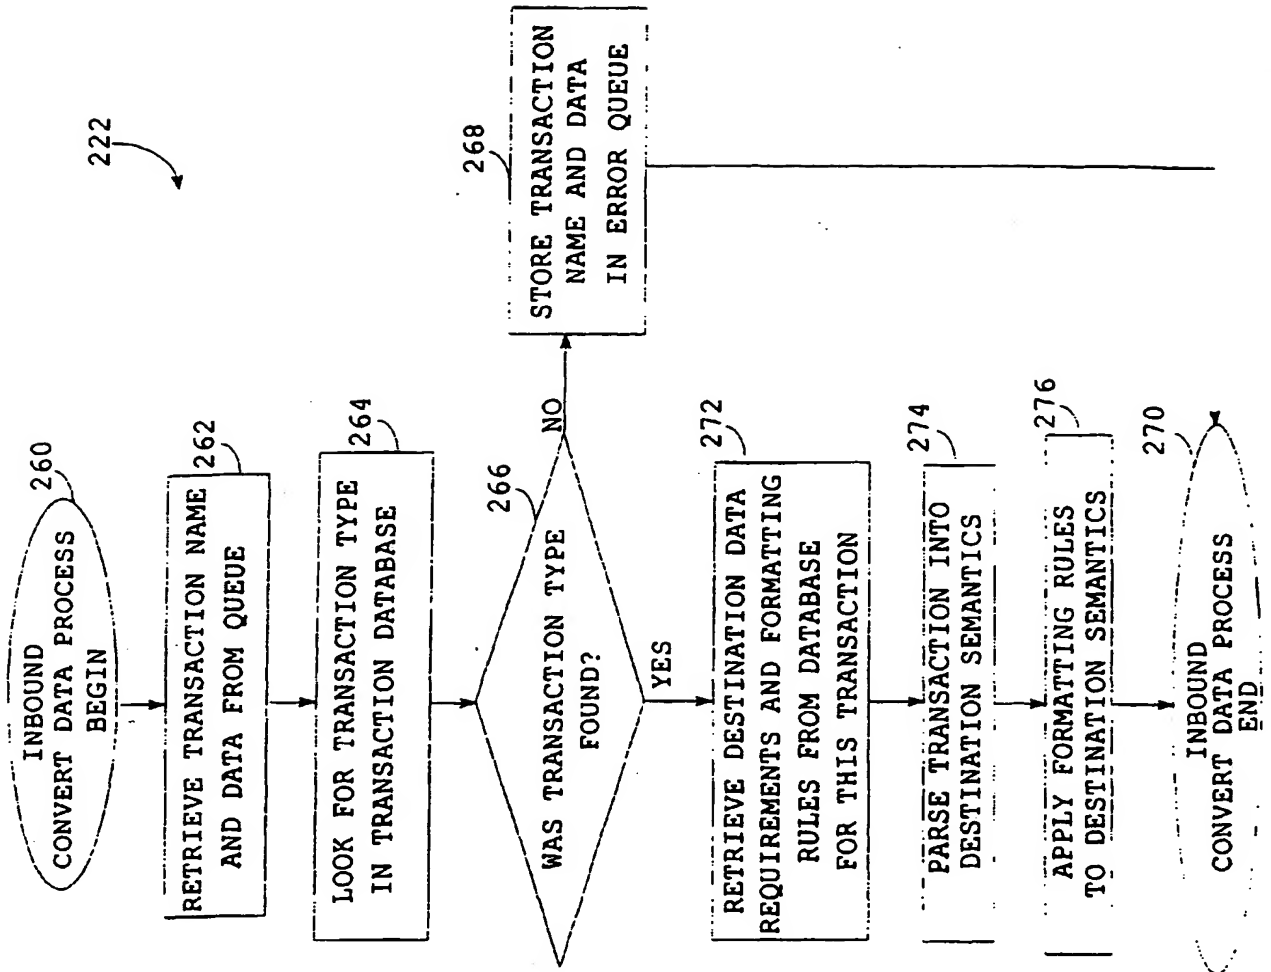 222
260
INBOUND
CONVERT DATA PROCESS
BEGIN
262
RETRIEVE TRANSACTION NAME
AND DATA FROM QUEUE
264
LOOK FOR TRANSACTION TYPE
IN TRANSACTION DATABASE
266
WAS TRANSACTION TYPE
FOUND?
NO
268
STORE TRANSACTION
NAME AND DATA
IN ERROR QUEUE
YES
272
RETRIEVE DESTINATION DATA
REQUIREMENTS AND FORMATTING
RULES FROM DATABASE
FOR THIS TRANSACTION
274
PARSE TRANSACTION INTO
DESTINATION SEMANTICS
276
APPLY FORMATTING RULES
TO DESTINATION SEMANTICS
270
INBOUND
CONVERT DATA PROCESS
END